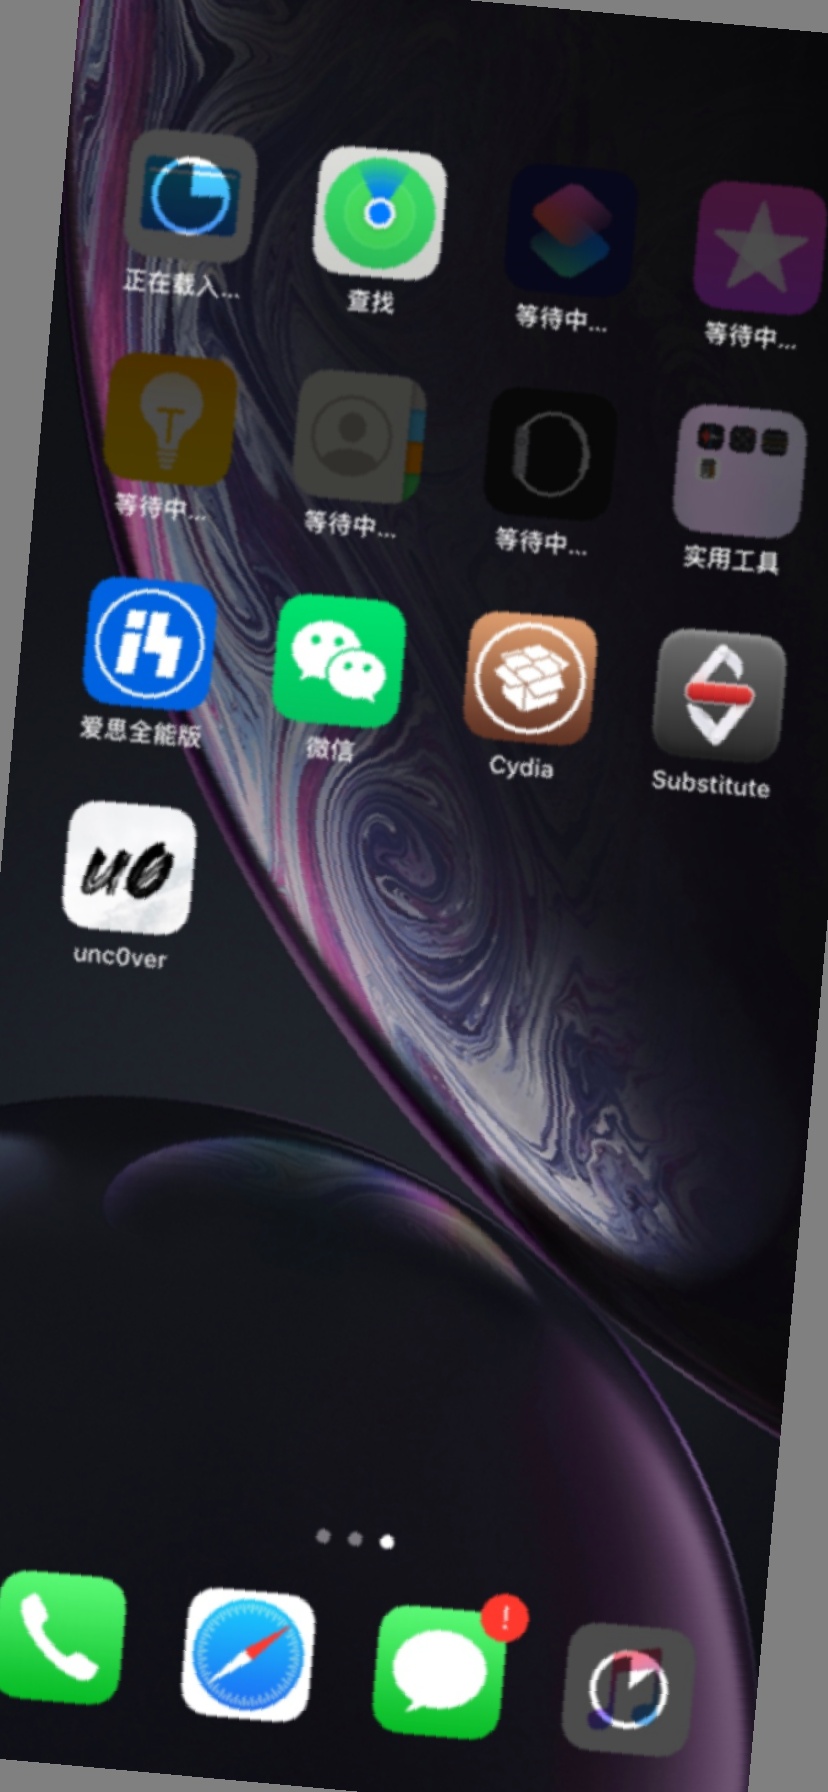 正在载入...
查找
等待中...
等待中...
等待中...
等待中...
等待中...
实用工具
爱思全能版
微信
Cydia
Substitute
u0
unc0ver
!